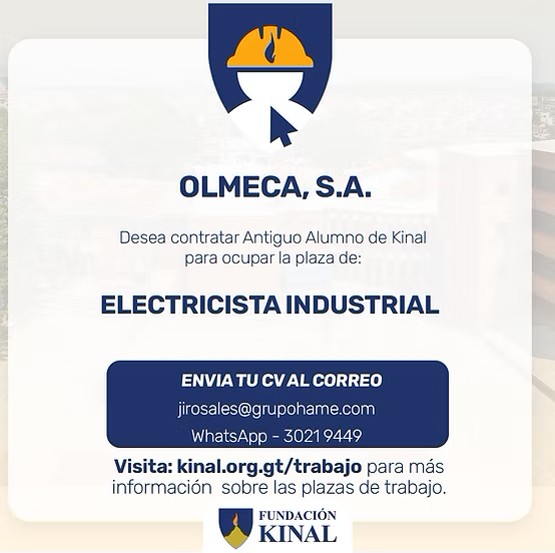 OLMECA, S.A.
Desea contratar Antiguo Alumno de Kinal
para ocupar la plaza de:
ELECTRICISTA INDUSTRIAL
ENVIA TU CV AL CORREO
jirosales@grupohame.com
WhatsApp - 3021 9449
Visita: kinal.org.gt/trabajo para más
información sobre las plazas de trabajo.
FUNDACIÓN
KINAL